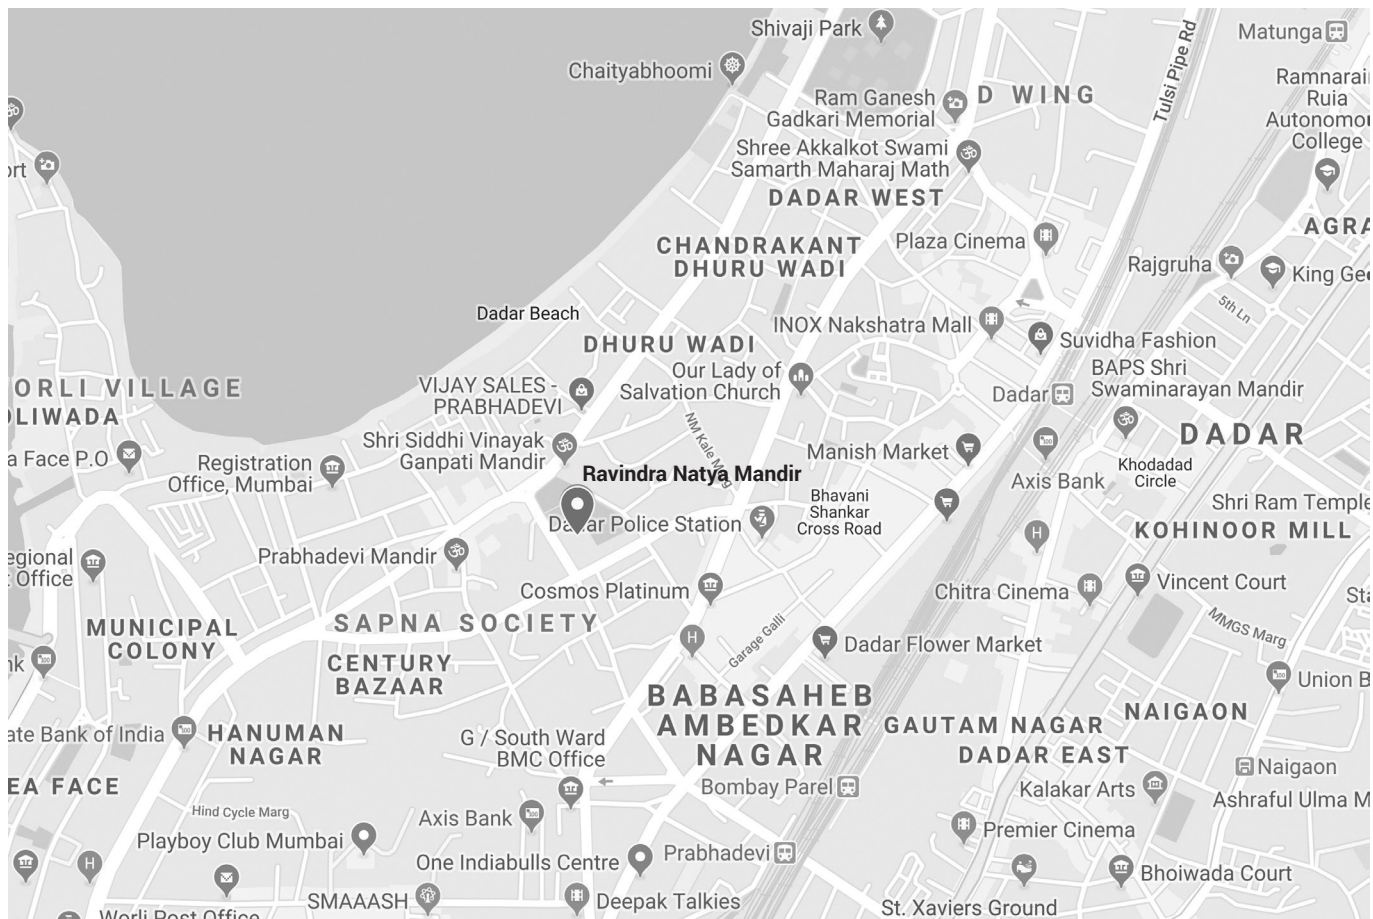 Shivaji Park
Matunga
Chaityabhoomi
Tulsi Pipe Rd
Ramnarai
Ruia
Autonomou
College
Ram Ganesh
Gadkari Memorial
D WING
ort
Shree Akkalkot Swami
Samarth Maharaj Math
DADAR WEST
AGRA
Plaza Cinema
CHANDRAKANT
DHURU WADI
Rajgruha
King Geo
5th Ln
Dadar Beach
INOX Nakshatra Mall
DHURU WADI
Suvidha Fashion
Our Lady of
Salvation Church
BAPS Shri
Swaminarayan Mandir
ORLI VILLAGE
OLIWADA
VIJAY SALES -
PRABHADEVI
Dadar
NM Kale Marg
DADAR
Shri Siddhi Vinayak
Ganpati Mandir
Manish Market
a Face P.O
Registration
Office, Mumbai
Ravindra Natya Mandir
Khodadad
Circle
Axis Bank
Bhavani
Shankar
Cross Road
Shri Ram Temple
Dadar Police Station
KOHINOOR MILL
Prabhadevi Mandir
egional
t Office
Cosmos Platinum
Chitra Cinema
Vincent Court
Sta
SAPNA SOCIETY
MUNICIPAL
COLONY
MMGS Marg
Garage Galli
Dadar Flower Market
nk
CENTURY
BAZAAR
Union B
BABASAHEB
AMBEDKAR
NAGAR
GAUTAM NAGAR
NAIGAON
ate Bank of India
HANUMAN
NAGAR
G / South Ward
BMC Office
DADAR EAST
Naigaon
EA FACE
Bombay Parel
Kalakar Arts
Ashraful Ulma M
Hind Cycle Marg
Axis Bank
Premier Cinema
Playboy Club Mumbai
One Indiabulls Centre
Prabhadevi
Bhoiwada Court
SMAAASH
Deepak Talkies
St. Xaviers Ground
Worli Post Office